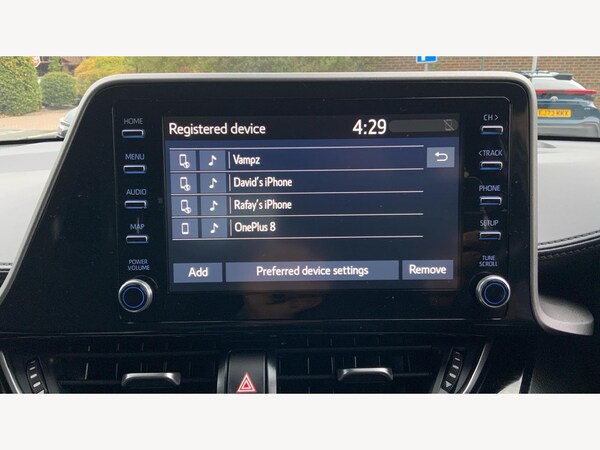 HOME
MENU
AUDIO
MAP
POWER
VOLUME
Registered device
4:29
Vampz
David's iPhone
Rafay's iPhone
OnePlus 8
Add
Preferred device settings
Remove
CH>
<TRACK
PHONE
SETUP
TUNE
SCROLL